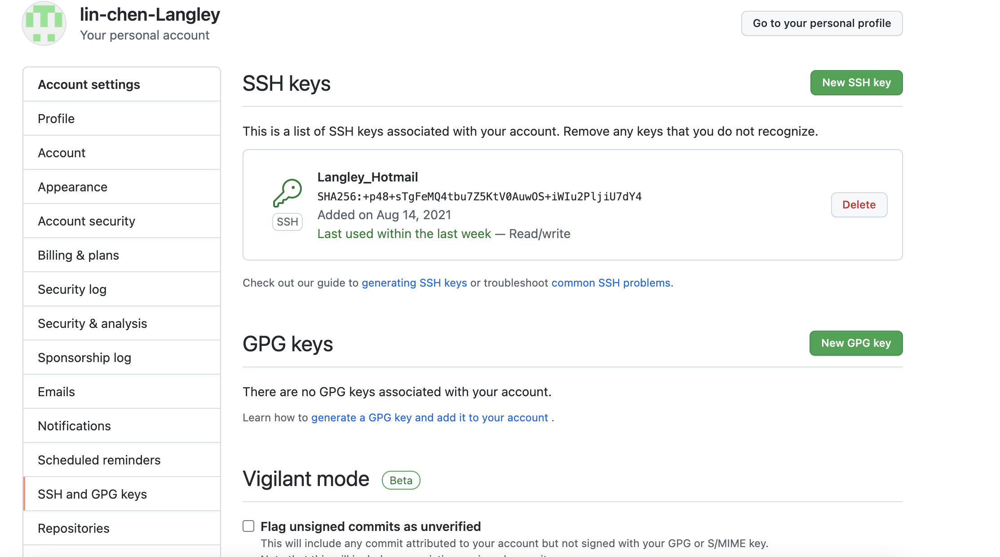 lin-chen-Langley
Your personal account
Go to your personal profile
Account settings
Profile
Account
Appearance
Account security
Billing & plans
Security log
Security & analysis
Sponsorship log
Emails
Notifications
Scheduled reminders
SSH and GPG keys
Repositories
SSH keys
New SSH key
This is a list of SSH keys associated with your account. Remove any keys that you do not recognize.
Langley_Hotmail
SHA256:+p48+sTgFeMQ4tbu7Z5KtV0AuwOS+iWIu2PljiU7dY4
Added on Aug 14, 2021
Last used within the last week — Read/write
SSH
Delete
Check out our guide to generating SSH keys or troubleshoot common SSH problems.
GPG keys
New GPG key
There are no GPG keys associated with your account.
Learn how to generate a GPG key and add it to your account .
Vigilant mode
Beta
Flag unsigned commits as unverified
This will include any commit attributed to your account but not signed with your GPG or S/MIME key.